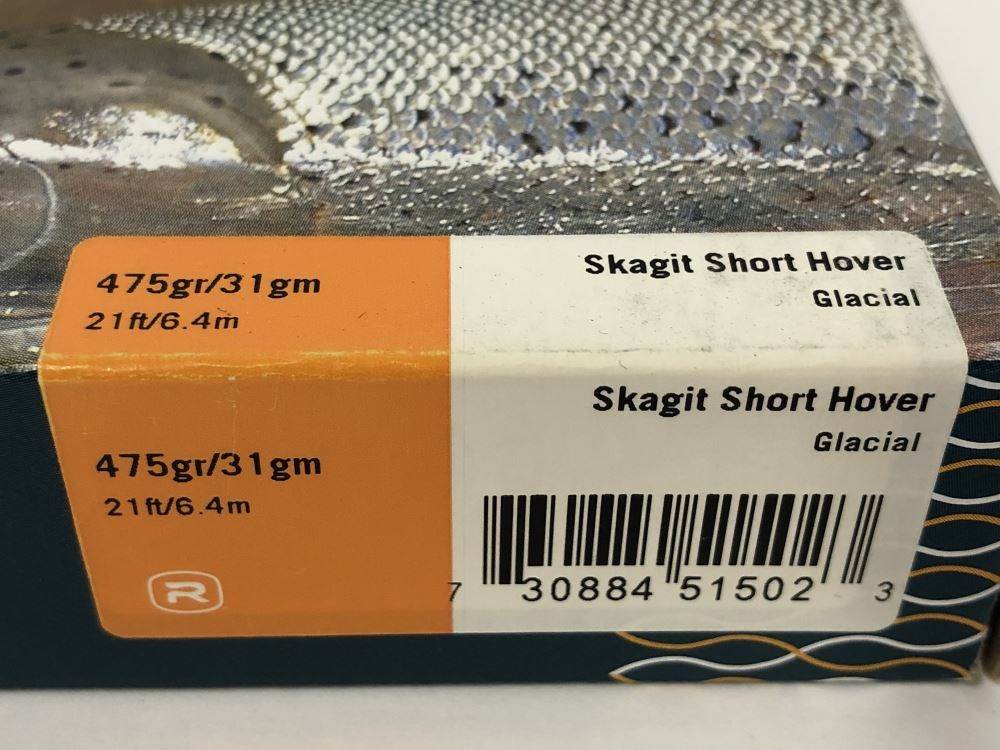 475gr/31gm
21ft/6.4m
Skagit Short Hover
Glacial
475gr/31gm
21ft/6.4m
Skagit Short Hover
Glacial
R
7 30884 51502 3